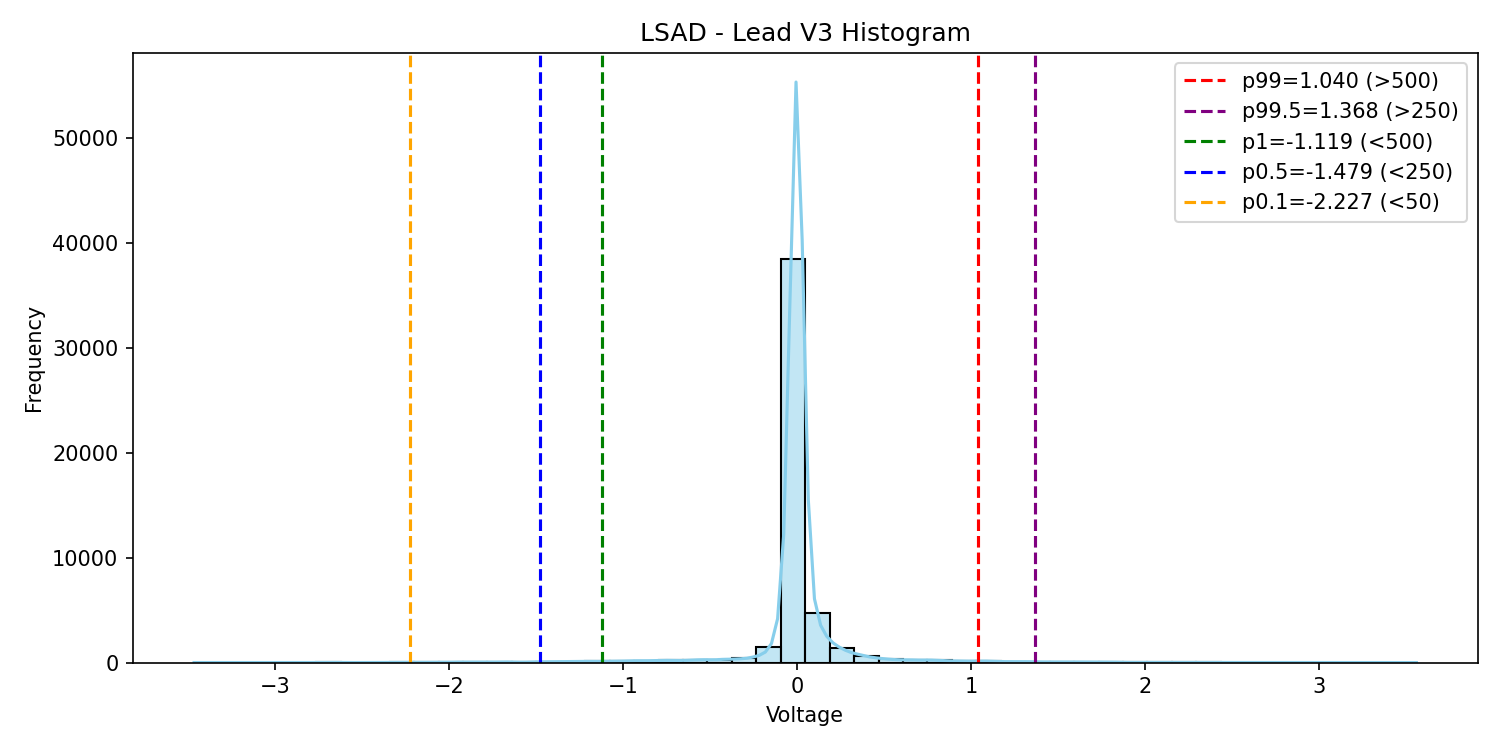 LSAD - Lead V3 Histogram
p99=1.040 (>500)
p99.5=1.368 (>250)
p1=-1.119 (<500)
p0.5=-1.479 (<250)
p0.1=-2.227 (<50)
Frequency
50000
40000
30000
20000
10000
0
−3 −2 −1 0 1 2 3
Voltage